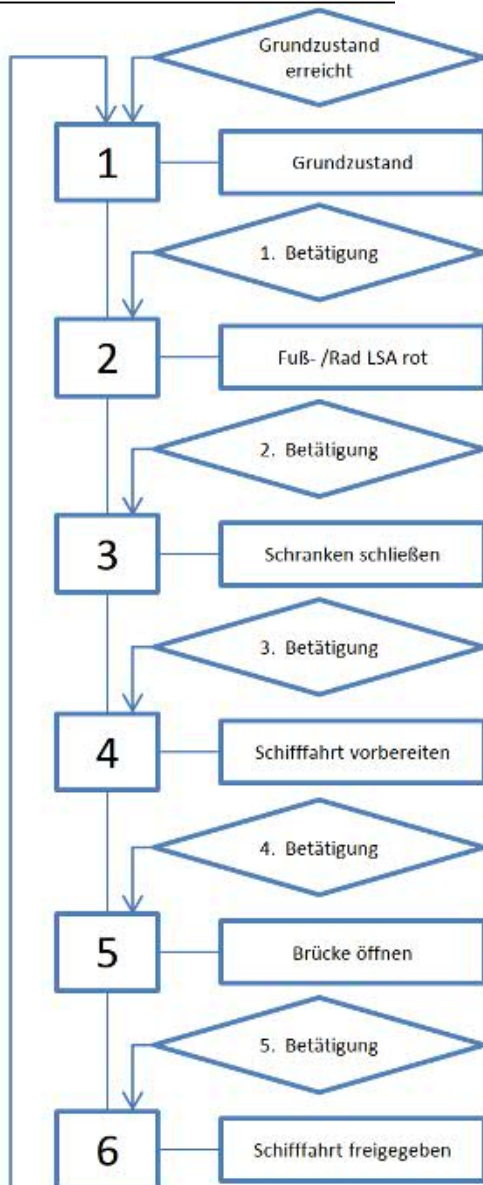 Grundzustand
erreicht
1
Grundzustand
1. Betätigung
2
Fuß- /Rad LSA rot
2. Betätigung
3
Schranken schließen
3. Betätigung
4
Schifffahrt vorbereiten
4. Betätigung
5
Brücke öffnen
5. Betätigung
6
Schifffahrt freigegeben